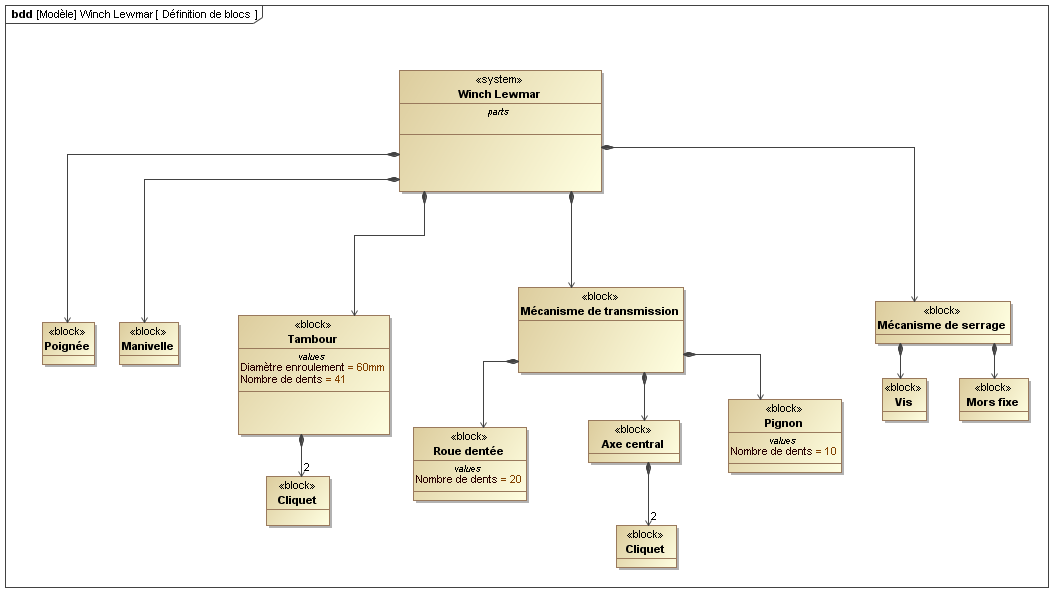 bdd [Modèle] Winch Lewmar [ Définition de blocs ]
«system»
Winch Lewmar
parts
«block»
Poignée
«block»
Manivelle
«block»
Tambour
values
Diamètre enroulement = 60mm
Nombre de dents = 41
2
«block»
Cliquet
«block»
Mécanisme de transmission
«block»
Roue dentée
values
Nombre de dents = 20
«block»
Axe central
2
«block»
Cliquet
«block»
Pignon
values
Nombre de dents = 10
«block»
Mécanisme de serrage
«block»
Vis
«block»
Mors fixe